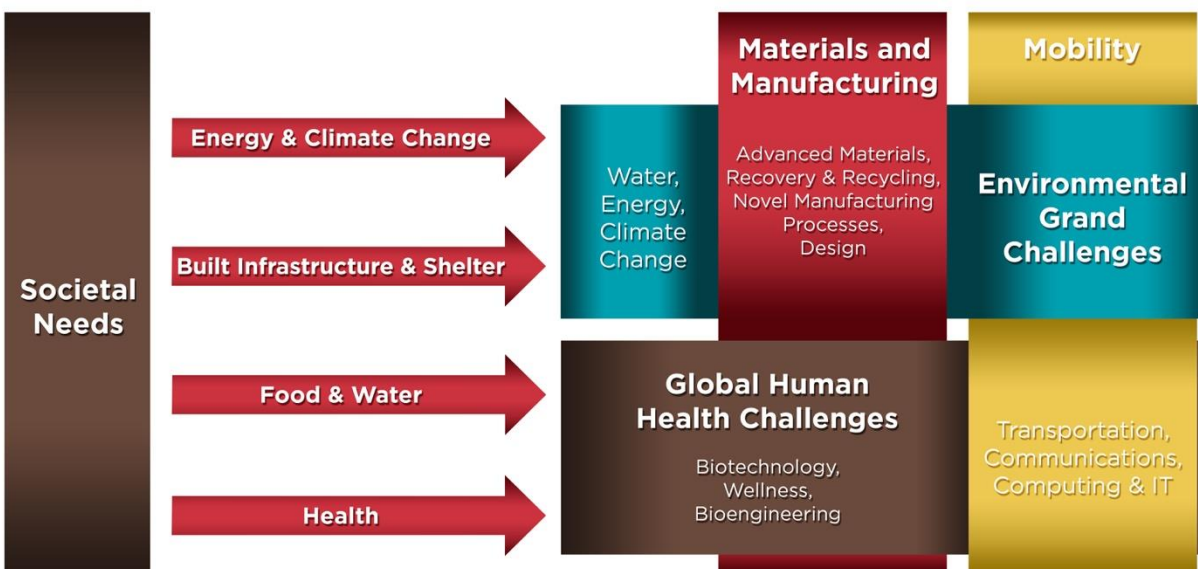 Societal
Needs
Energy & Climate Change
Built Infrastructure & Shelter
Food & Water
Health
Materials and
Manufacturing
Advanced Materials,
Recovery & Recycling,
Novel Manufacturing
Processes,
Design
Mobility
Water,
Energy,
Climate
Change
Environmental
Grand
Challenges
Global Human
Health Challenges
Biotechnology,
Wellness,
Bioengineering
Transportation,
Communications,
Computing & IT